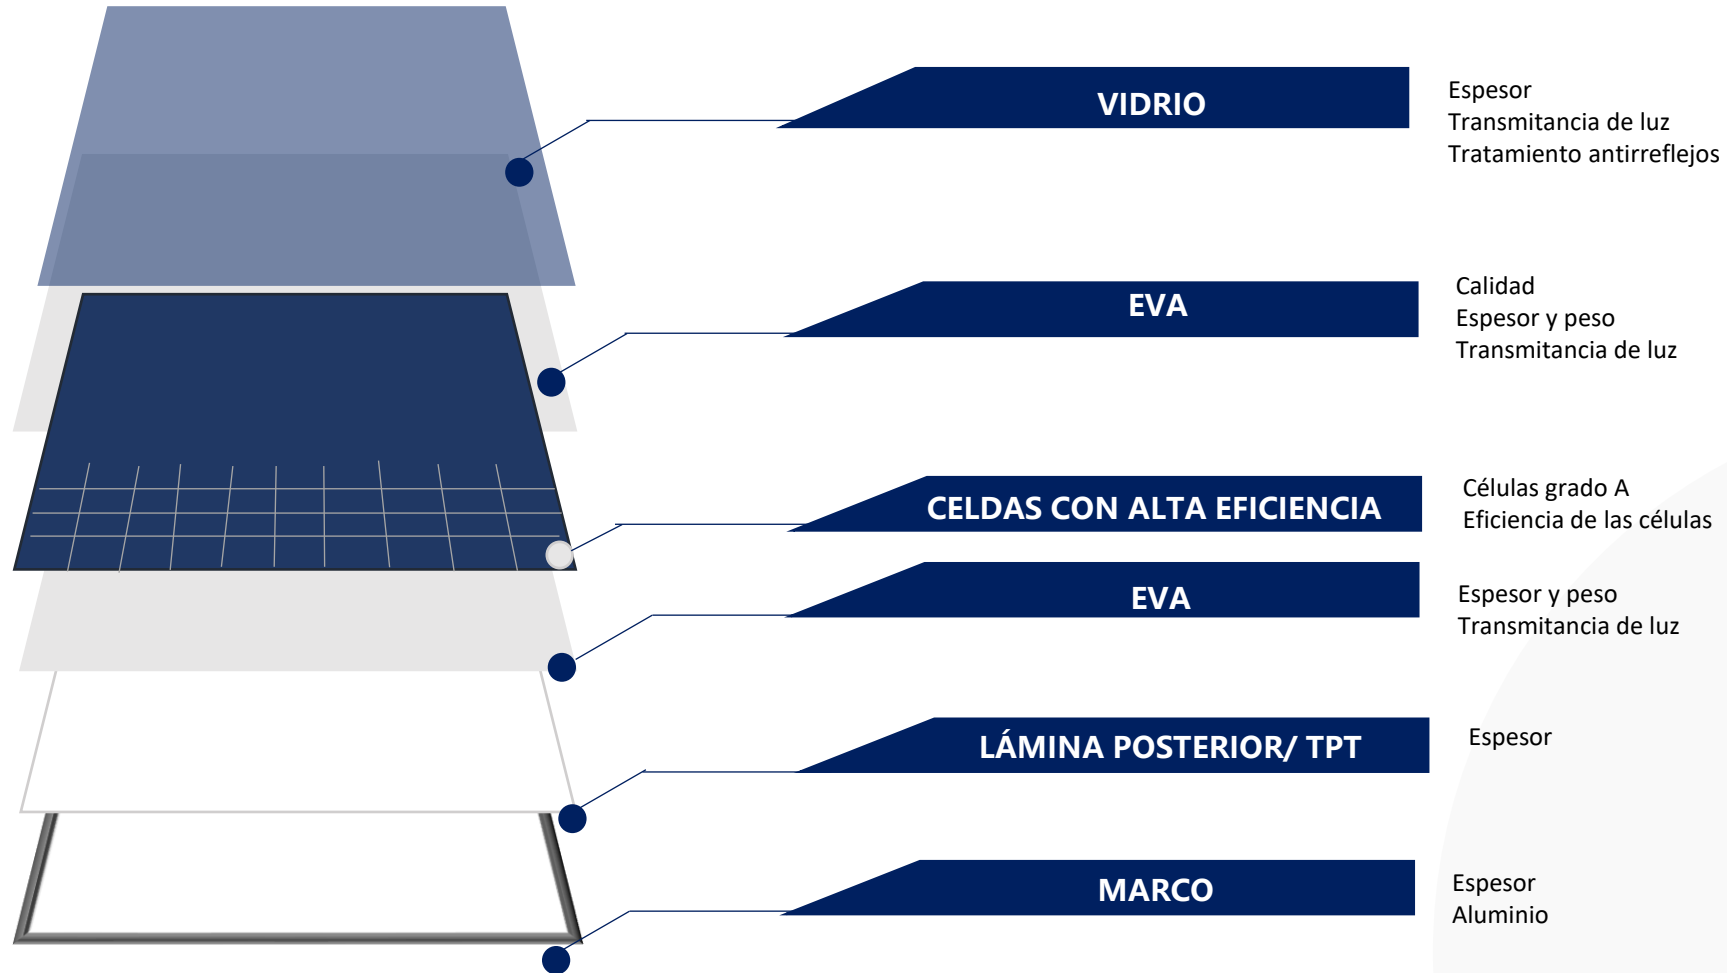 VIDRIO
Espesor
Transmitancia de luz
Tratamiento antirreflejos
EVA
Calidad
Espesor y peso
Transmitancia de luz
CELDAS CON ALTA EFICIENCIA
Células grado A
Eficiencia de las células
EVA
Espesor y peso
Transmitancia de luz
LÁMINA POSTERIOR/ TPT
Espesor
MARCO
Espesor
Aluminio